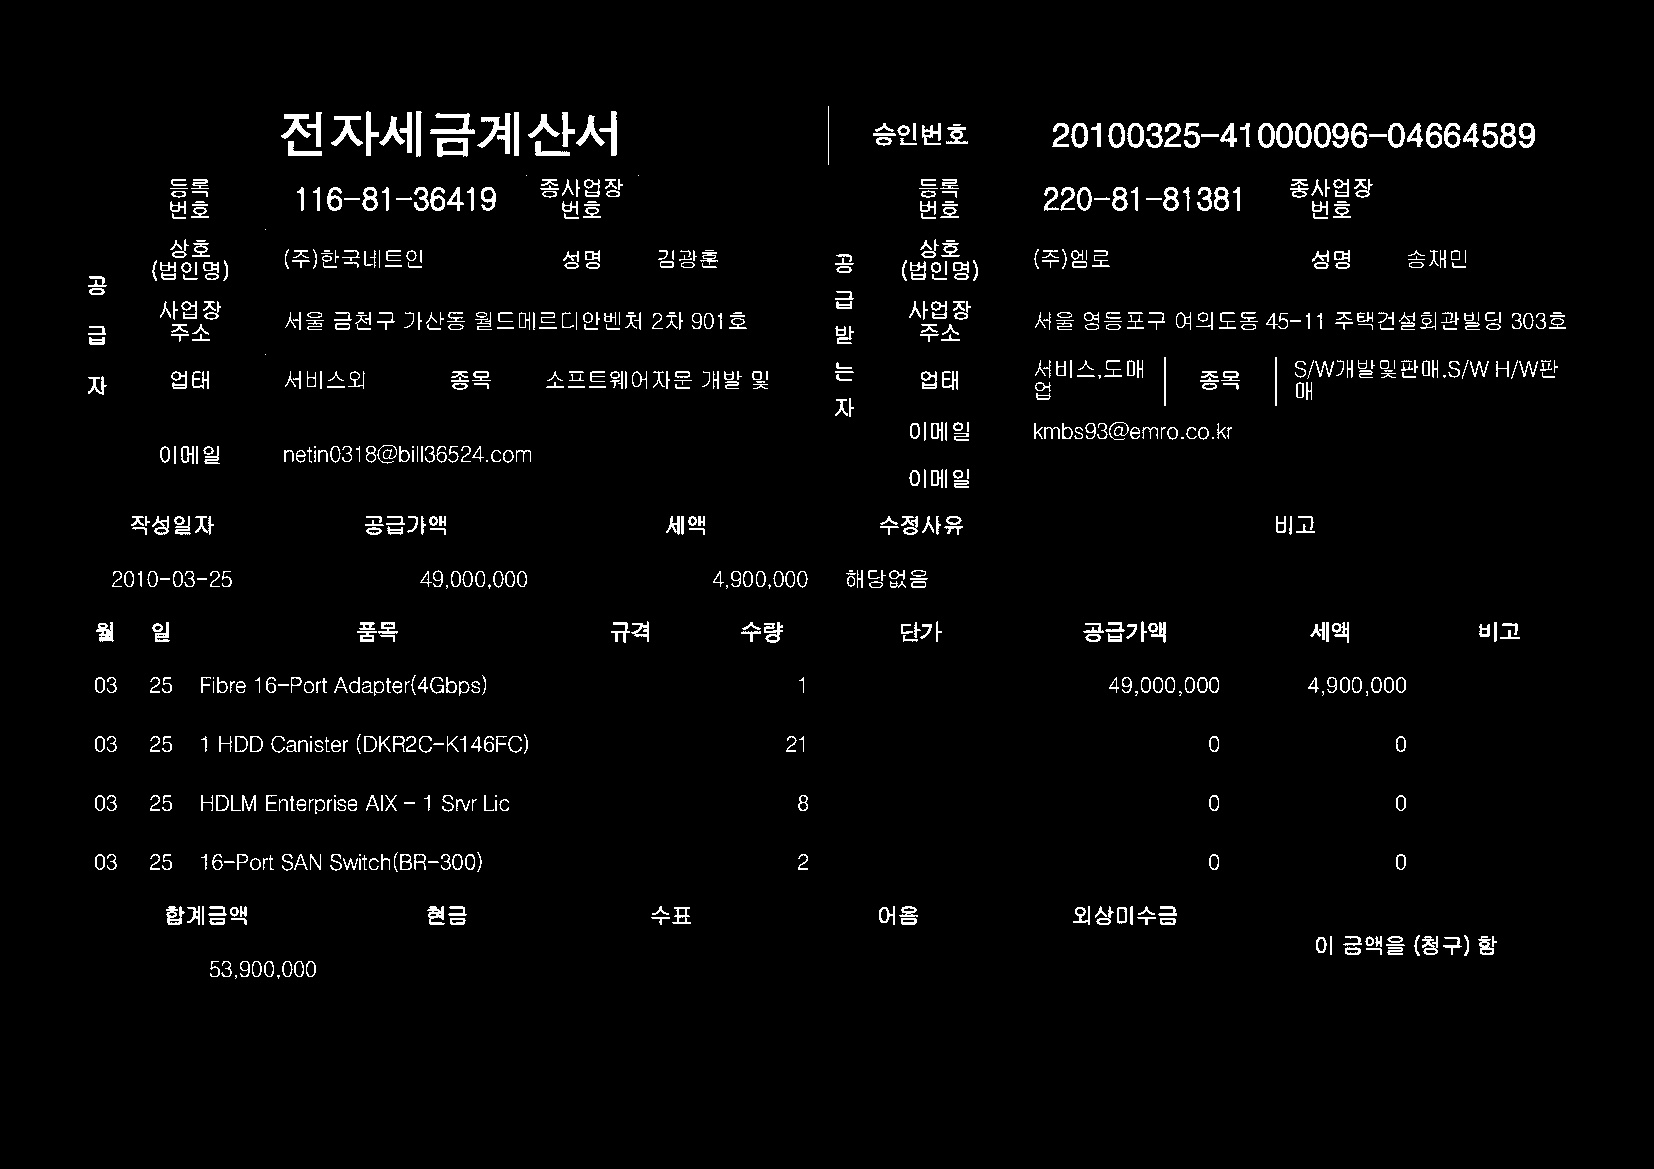 전자세금계산서 승인번호 20100325-41000096-04664589
등록번호 116-81-36419 종사업장번호 등록번호 220-81-81381 종사업장번호
공급자 상호(법인명) (주)한국네트인 성명 김광훈 공급받는자 상호(법인명) (주)엠로 성명 송재민
사업장주소 서울 금천구 가산동 월드메르디안벤처 2차 901호 사업장주소 서울 영등포구 여의도동 45-11 주택건설회관빌딩 303호
업태 서비스외 종목 소프트웨어자문 개발 및 업태 서비스,도매업 종목 S/W개발및판매.S/W H/W판매
이메일 netin0318@bill36524.com 이메일 kmbs93@emro.co.kr
이메일
작성일자 공급가액 세액 수정사유 비고
2010-03-25 49,000,000 4,900,000 해당없음
월 일 품목 규격 수량 단가 공급가액 세액 비고
03 25 Fibre 16-Port Adapter(4Gbps) 1 49,000,000 4,900,000
03 25 1 HDD Canister (DKR2C-K146FC) 21 0 0
03 25 HDLM Enterprise AIX - 1 Srvr Lic 8 0 0
03 25 16-Port SAN Switch(BR-300) 2 0 0
합계금액 현금 수표 어음 외상미수금
이 금액을 (청구) 함
53,900,000